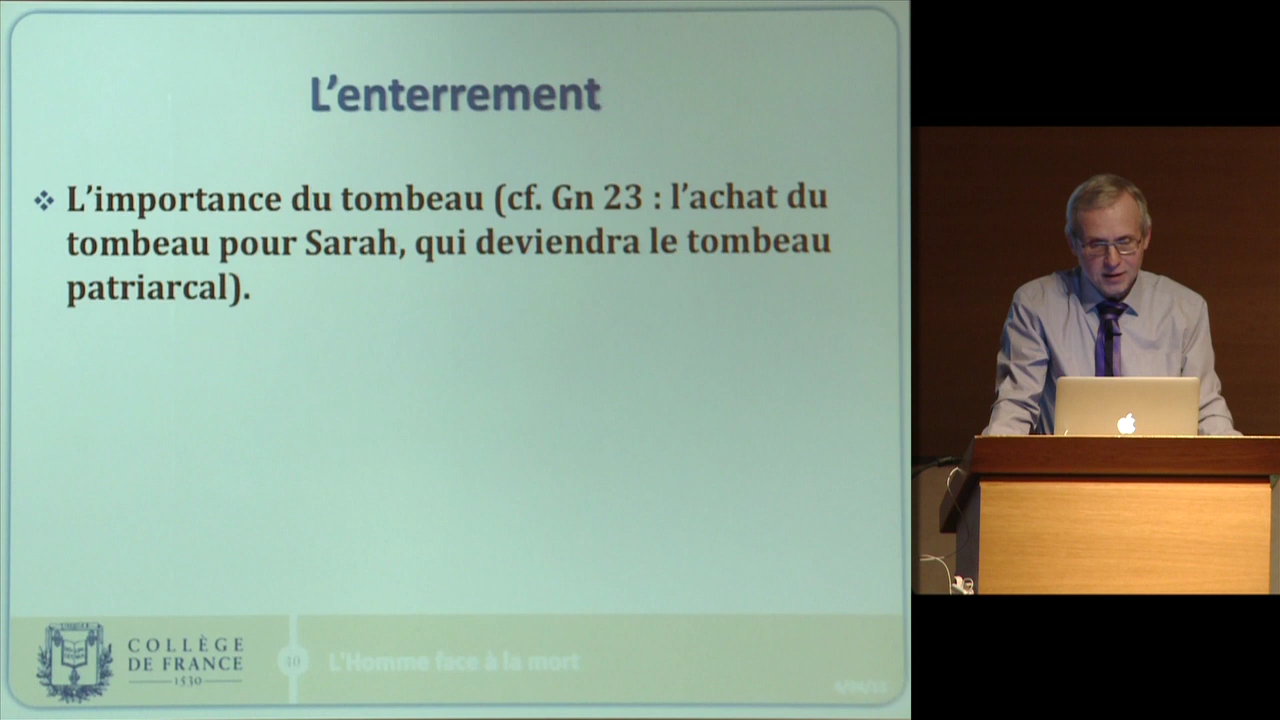 L'enterrement
❖ L'importance du tombeau (cf. Gn 23 : l'achat du
tombeau pour Sarah, qui deviendra le tombeau
patriarcal).
COLLÈGE
DE FRANCE
1530
L'Homme face à la mort